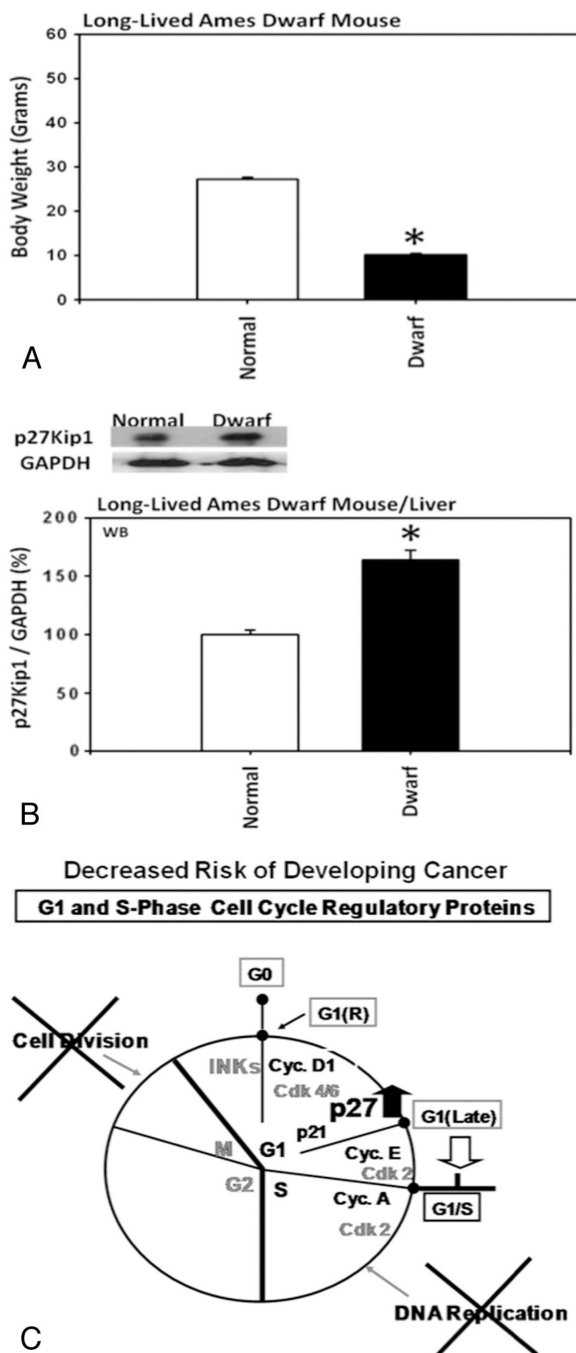 Long-Lived Ames Dwarf Mouse
60
50
40
30
20
10
0
Body Weight (Grams)
*
Normal
Dwarf
A
Normal Dwarf
p27Kip1
GAPDH
Long-Lived Ames Dwarf Mouse/Liver
200
150
100
50
0
p27Kip1 / GAPDH (%)
WB
*
Normal
Dwarf
B
Decreased Risk of Developing Cancer
G1 and S-Phase Cell Cycle Regulatory Proteins
G0
G1(R)
Cell Division
INKs
Cyc. D1
Cdk 4/6
p27
p21
G1(Late)
M
G1
Cyc. E
Cdk 2
G2
S
Cyc. A
Cdk 2
G1/S
DNA Replication
C